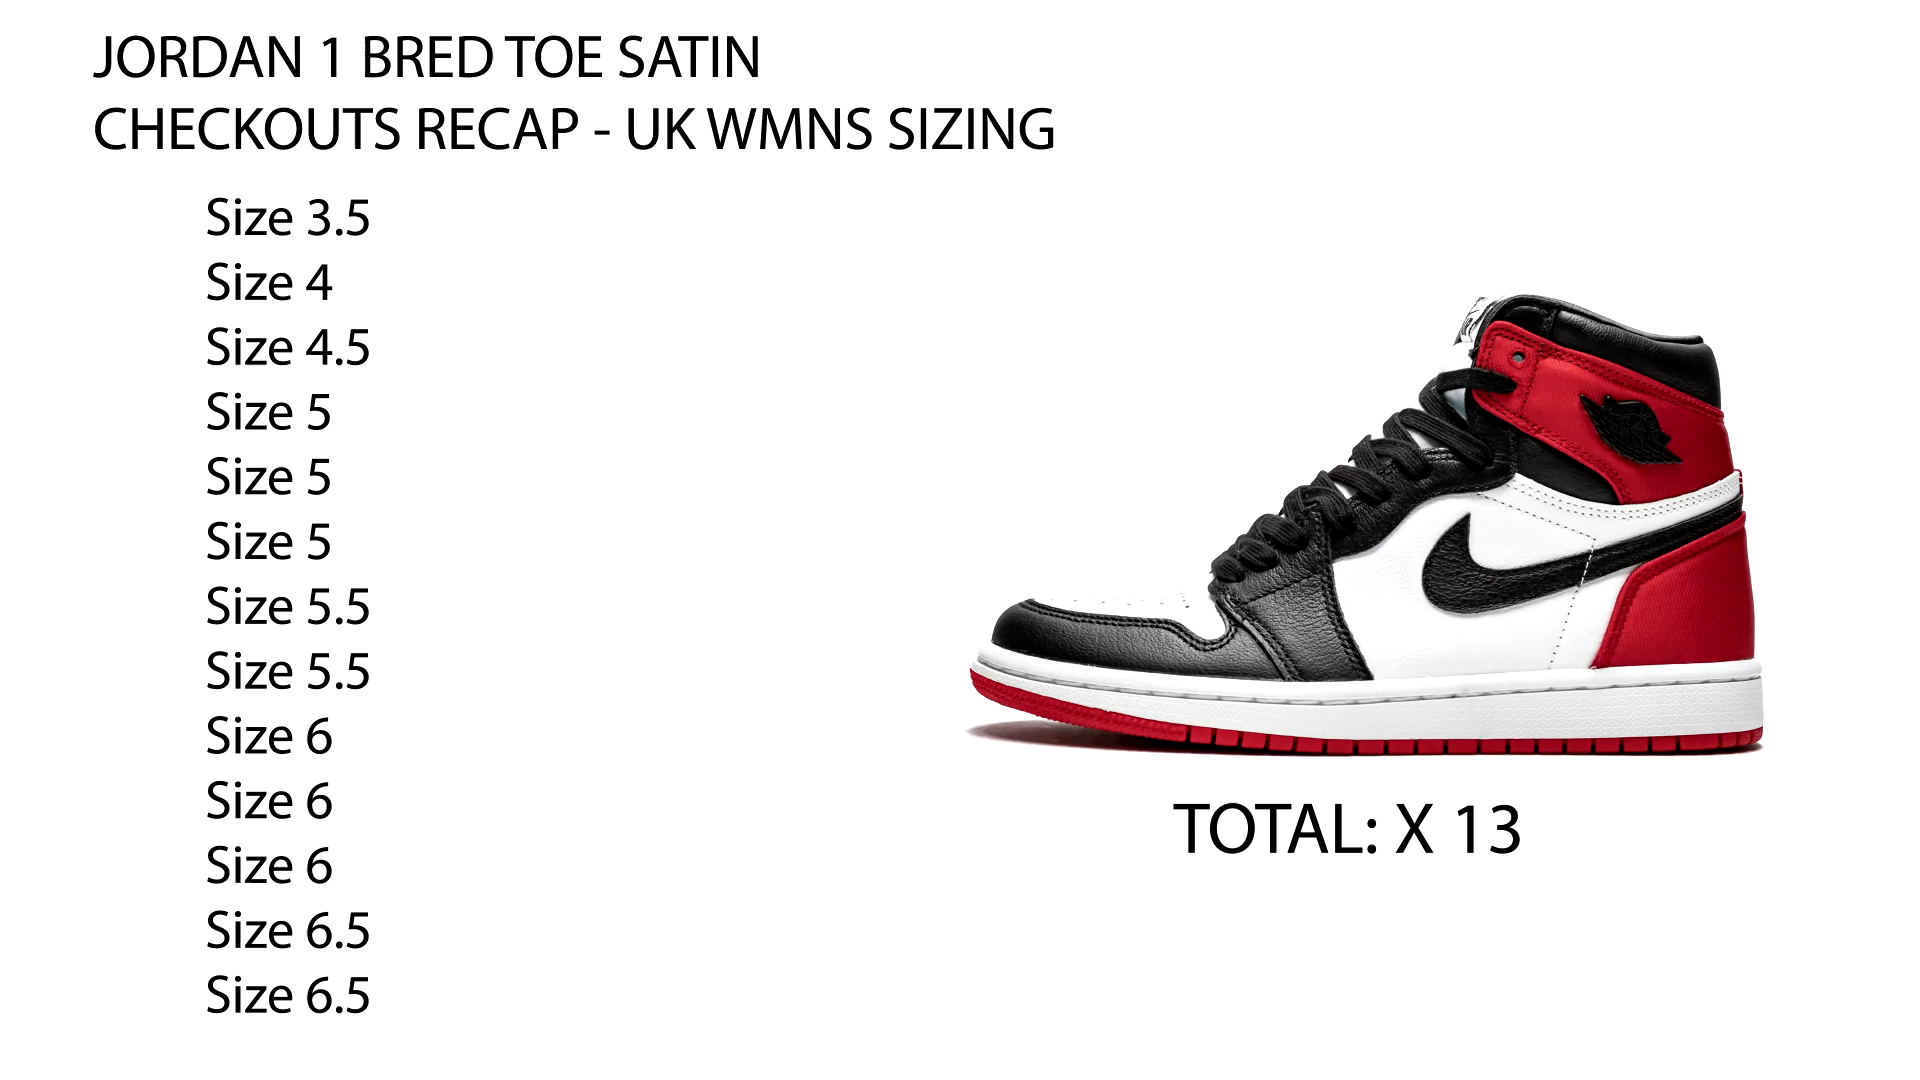 JORDAN 1 BRED TOE SATIN
CHECKOUTS RECAP - UK WMNS SIZING
Size 3.5
Size 4
Size 4.5
Size 5
Size 5
Size 5
Size 5.5
Size 5.5
Size 6
Size 6
Size 6
Size 6.5
Size 6.5
TOTAL: X 13